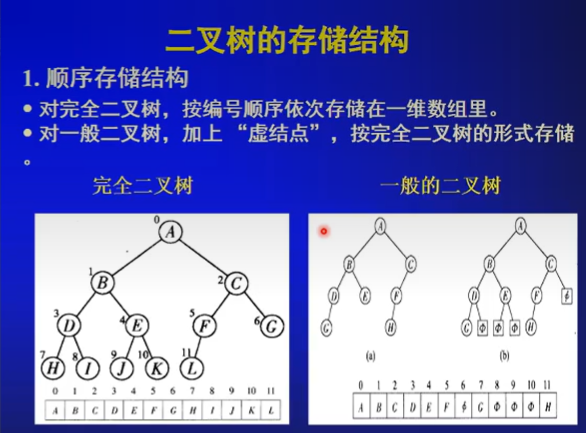 二叉树的存储结构
1. 顺序存储结构
● 对完全二叉树，按编号顺序依次存储在一维数组里。
● 对一般二叉树，加上 “虚结点”，按完全二叉树的形式存储
。
完全二叉树
一般的二叉树
0 A
1 B 2 C
3 D 4 E 5 F 6 G
7 H 8 I 9 J 10 K 11 L
0 1 2 3 4 5 6 7 8 9 10 11
A B C D E F G H I J K L
A
B C
D E F
G H
(a)
A
B C
D E F ϕ
G Φ Φ Φ H
(b)
0 1 2 3 4 5 6 7 8 9 10 11
A B C D E F ϕ G Φ Φ Φ H